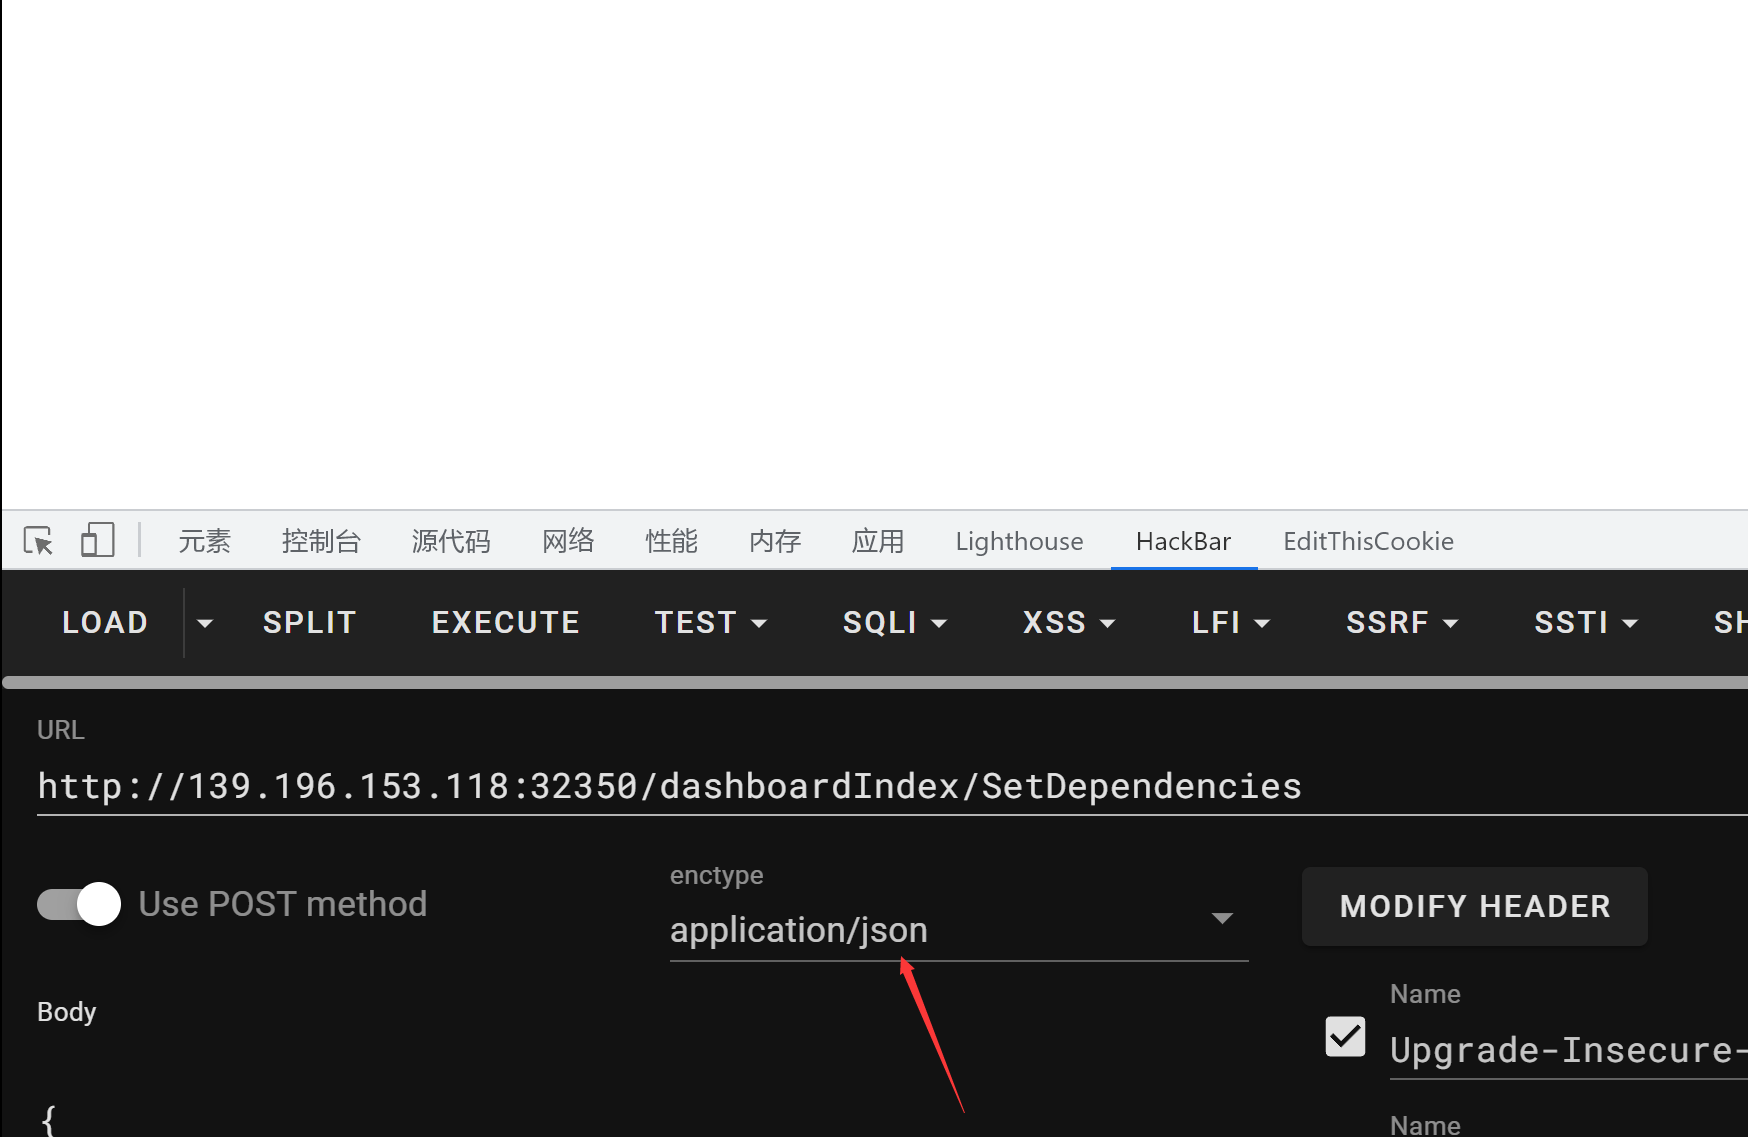 元素 控制台 源代码 网络 性能 内存 应用 Lighthouse HackBar EditThisCookie
LOAD SPLIT EXECUTE TEST SQLI XSS LFI SSRF SSTI SH
URL
http://139.196.153.118:32350/dashboardIndex/SetDependencies
enctype
Use POST method application/json MODIFY HEADER
Name
Body
Upgrade-Insecure-
{
Name